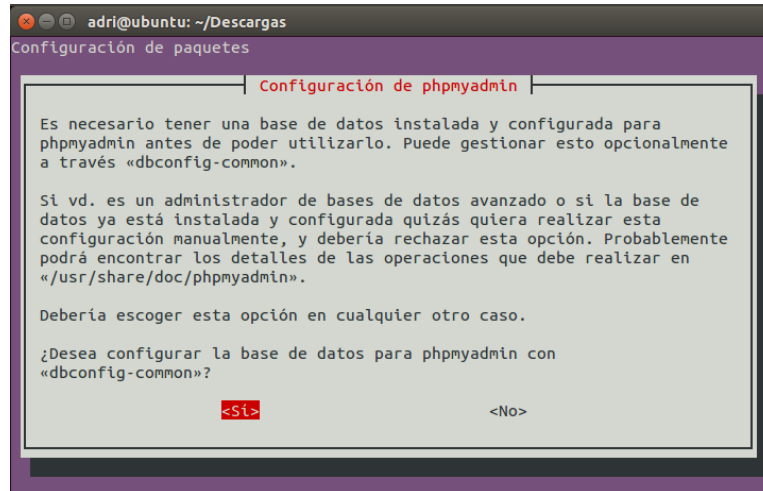 adri@ubuntu: ~/Descargas
Configuración de paquetes
Configuración de phpmyadmin
Es necesario tener una base de datos instalada y configurada para
phpmyadmin antes de poder utilizarlo. Puede gestionar esto opcionalmente
a través «dbconfig-common».
Si vd. es un administrador de bases de datos avanzado o si la base de
datos ya está instalada y configurada quizás quiera realizar esta
configuración manualmente, y debería rechazar esta opción. Probablemente
podrá encontrar los detalles de las operaciones que debe realizar en
«/usr/share/doc/phpmyadmin».
Debería escoger esta opción en cualquier otro caso.
¿Desea configurar la base de datos para phpmyadmin con
«dbconfig-common»?
<Sí> <No>